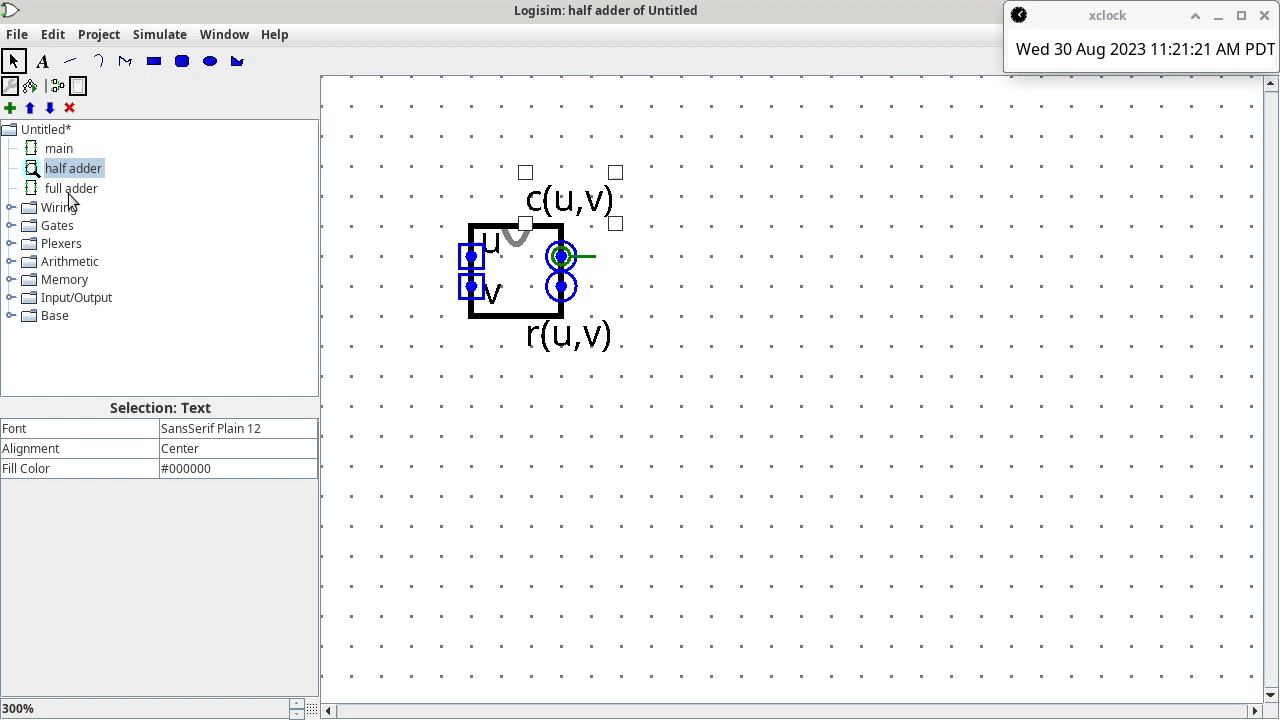 Logisim: half adder of Untitled
xclock
File Edit Project Simulate Window Help
Wed 30 Aug 2023 11:21:21 AM PDT
A
Untitled*
main
half adder
full adder
Wiring
Gates
Plexers
Arithmetic
Memory
Input/Output
Base
c(u,v)
u
v
r(u,v)
Selection: Text
Font SansSerif Plain 12
Alignment Center
Fill Color #000000
300%